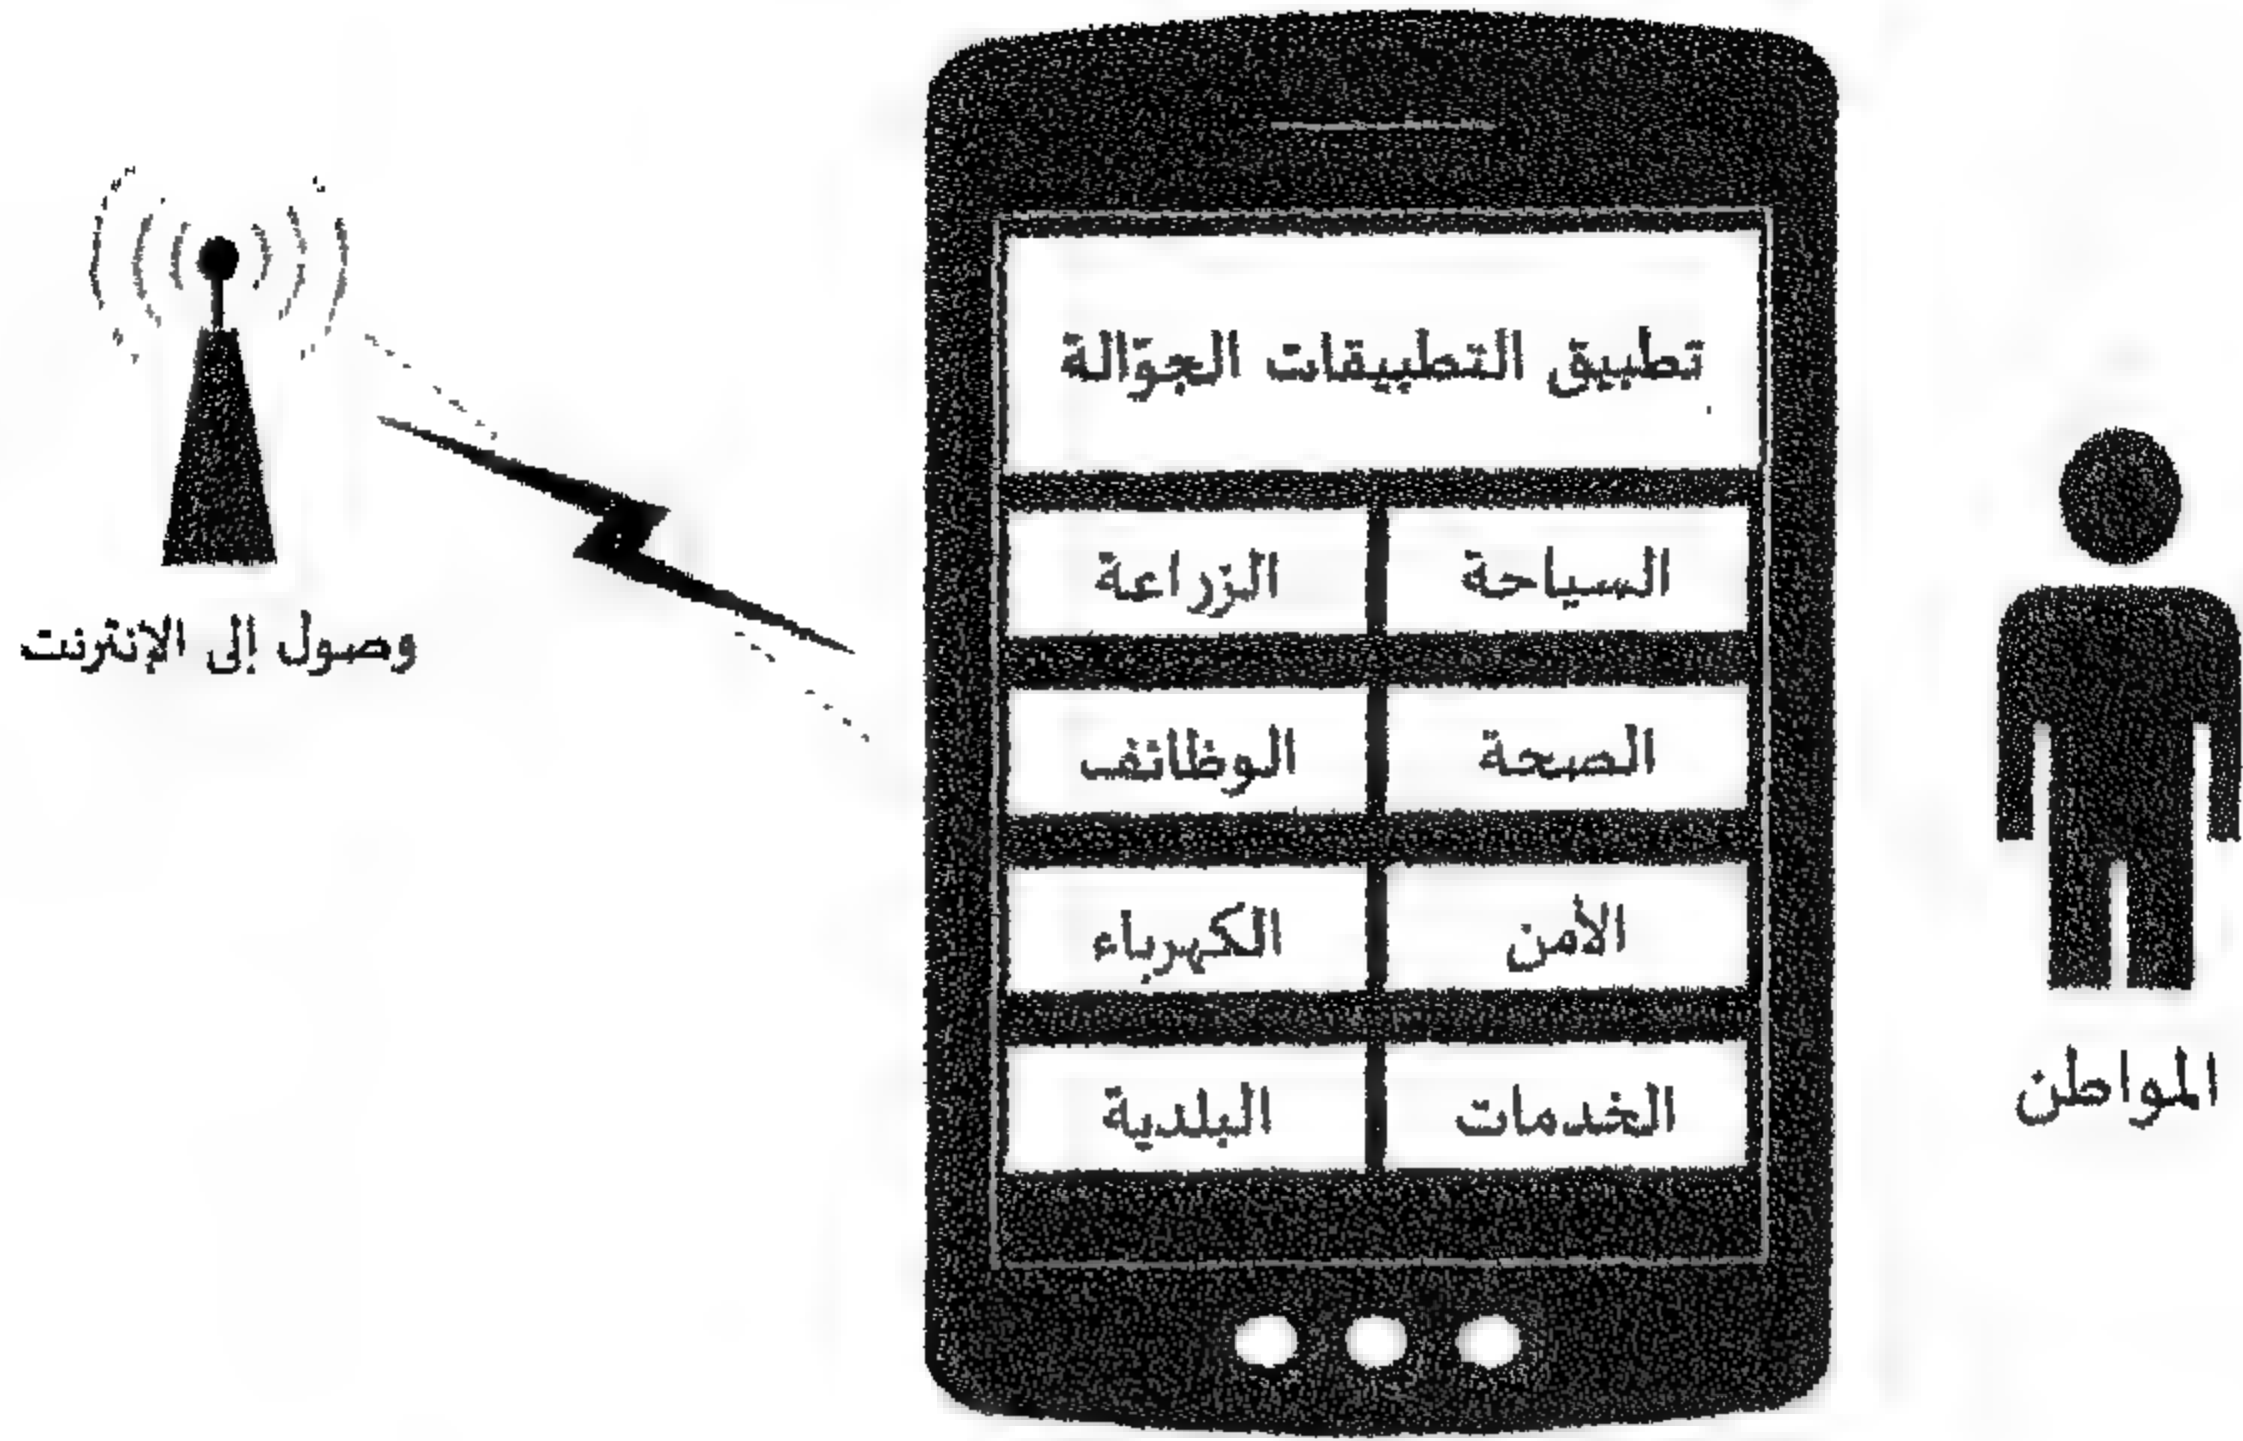 تطبيق التطبيقات الجوّالة
السياحة
الزراعة
الصحة
الوظائف
الأمن
الكهرباء
الخدمات
البلدية
المواطن
وصول إلى الإنترنت